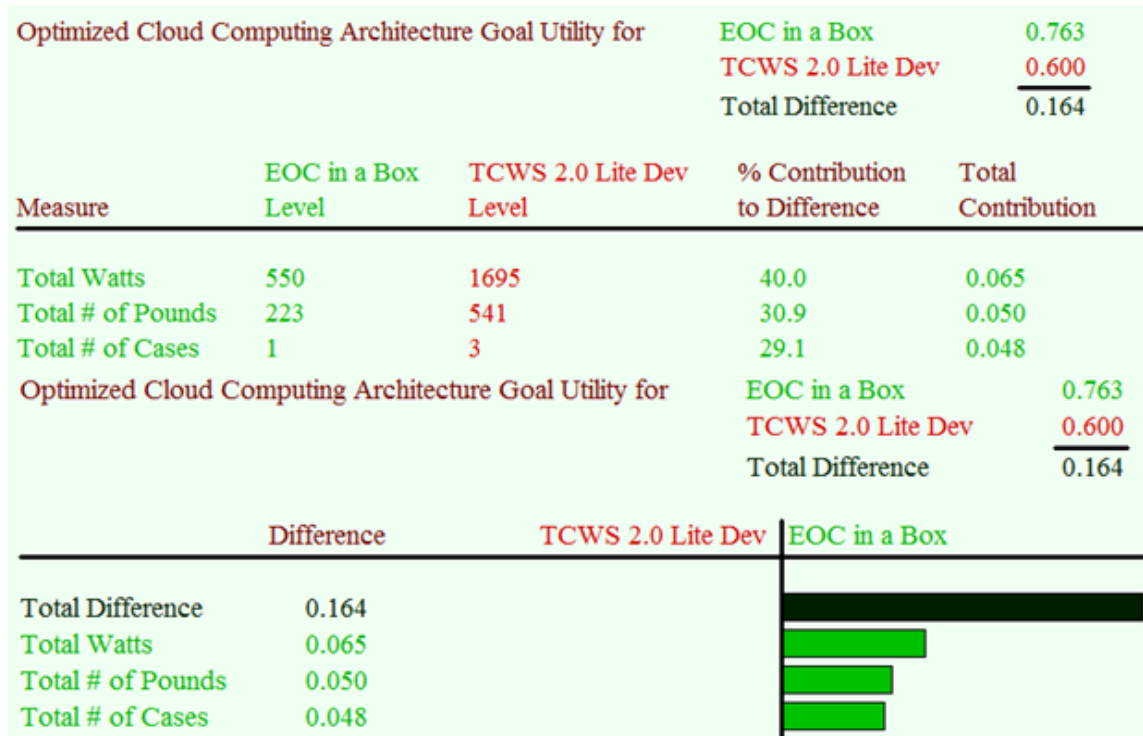 Optimized Cloud Computing Architecture Goal Utility for EOC in a Box 0.763
TCWS 2.0 Lite Dev 0.600
Total Difference 0.164
EOC in a Box TCWS 2.0 Lite Dev % Contribution Total
Measure Level Level to Difference Contribution
Total Watts 550 1695 40.0 0.065
Total # of Pounds 223 541 30.9 0.050
Total # of Cases 1 3 29.1 0.048
Optimized Cloud Computing Architecture Goal Utility for EOC in a Box 0.763
TCWS 2.0 Lite Dev 0.600
Total Difference 0.164
Difference TCWS 2.0 Lite Dev EOC in a Box
Total Difference 0.164
Total Watts 0.065
Total # of Pounds 0.050
Total # of Cases 0.048